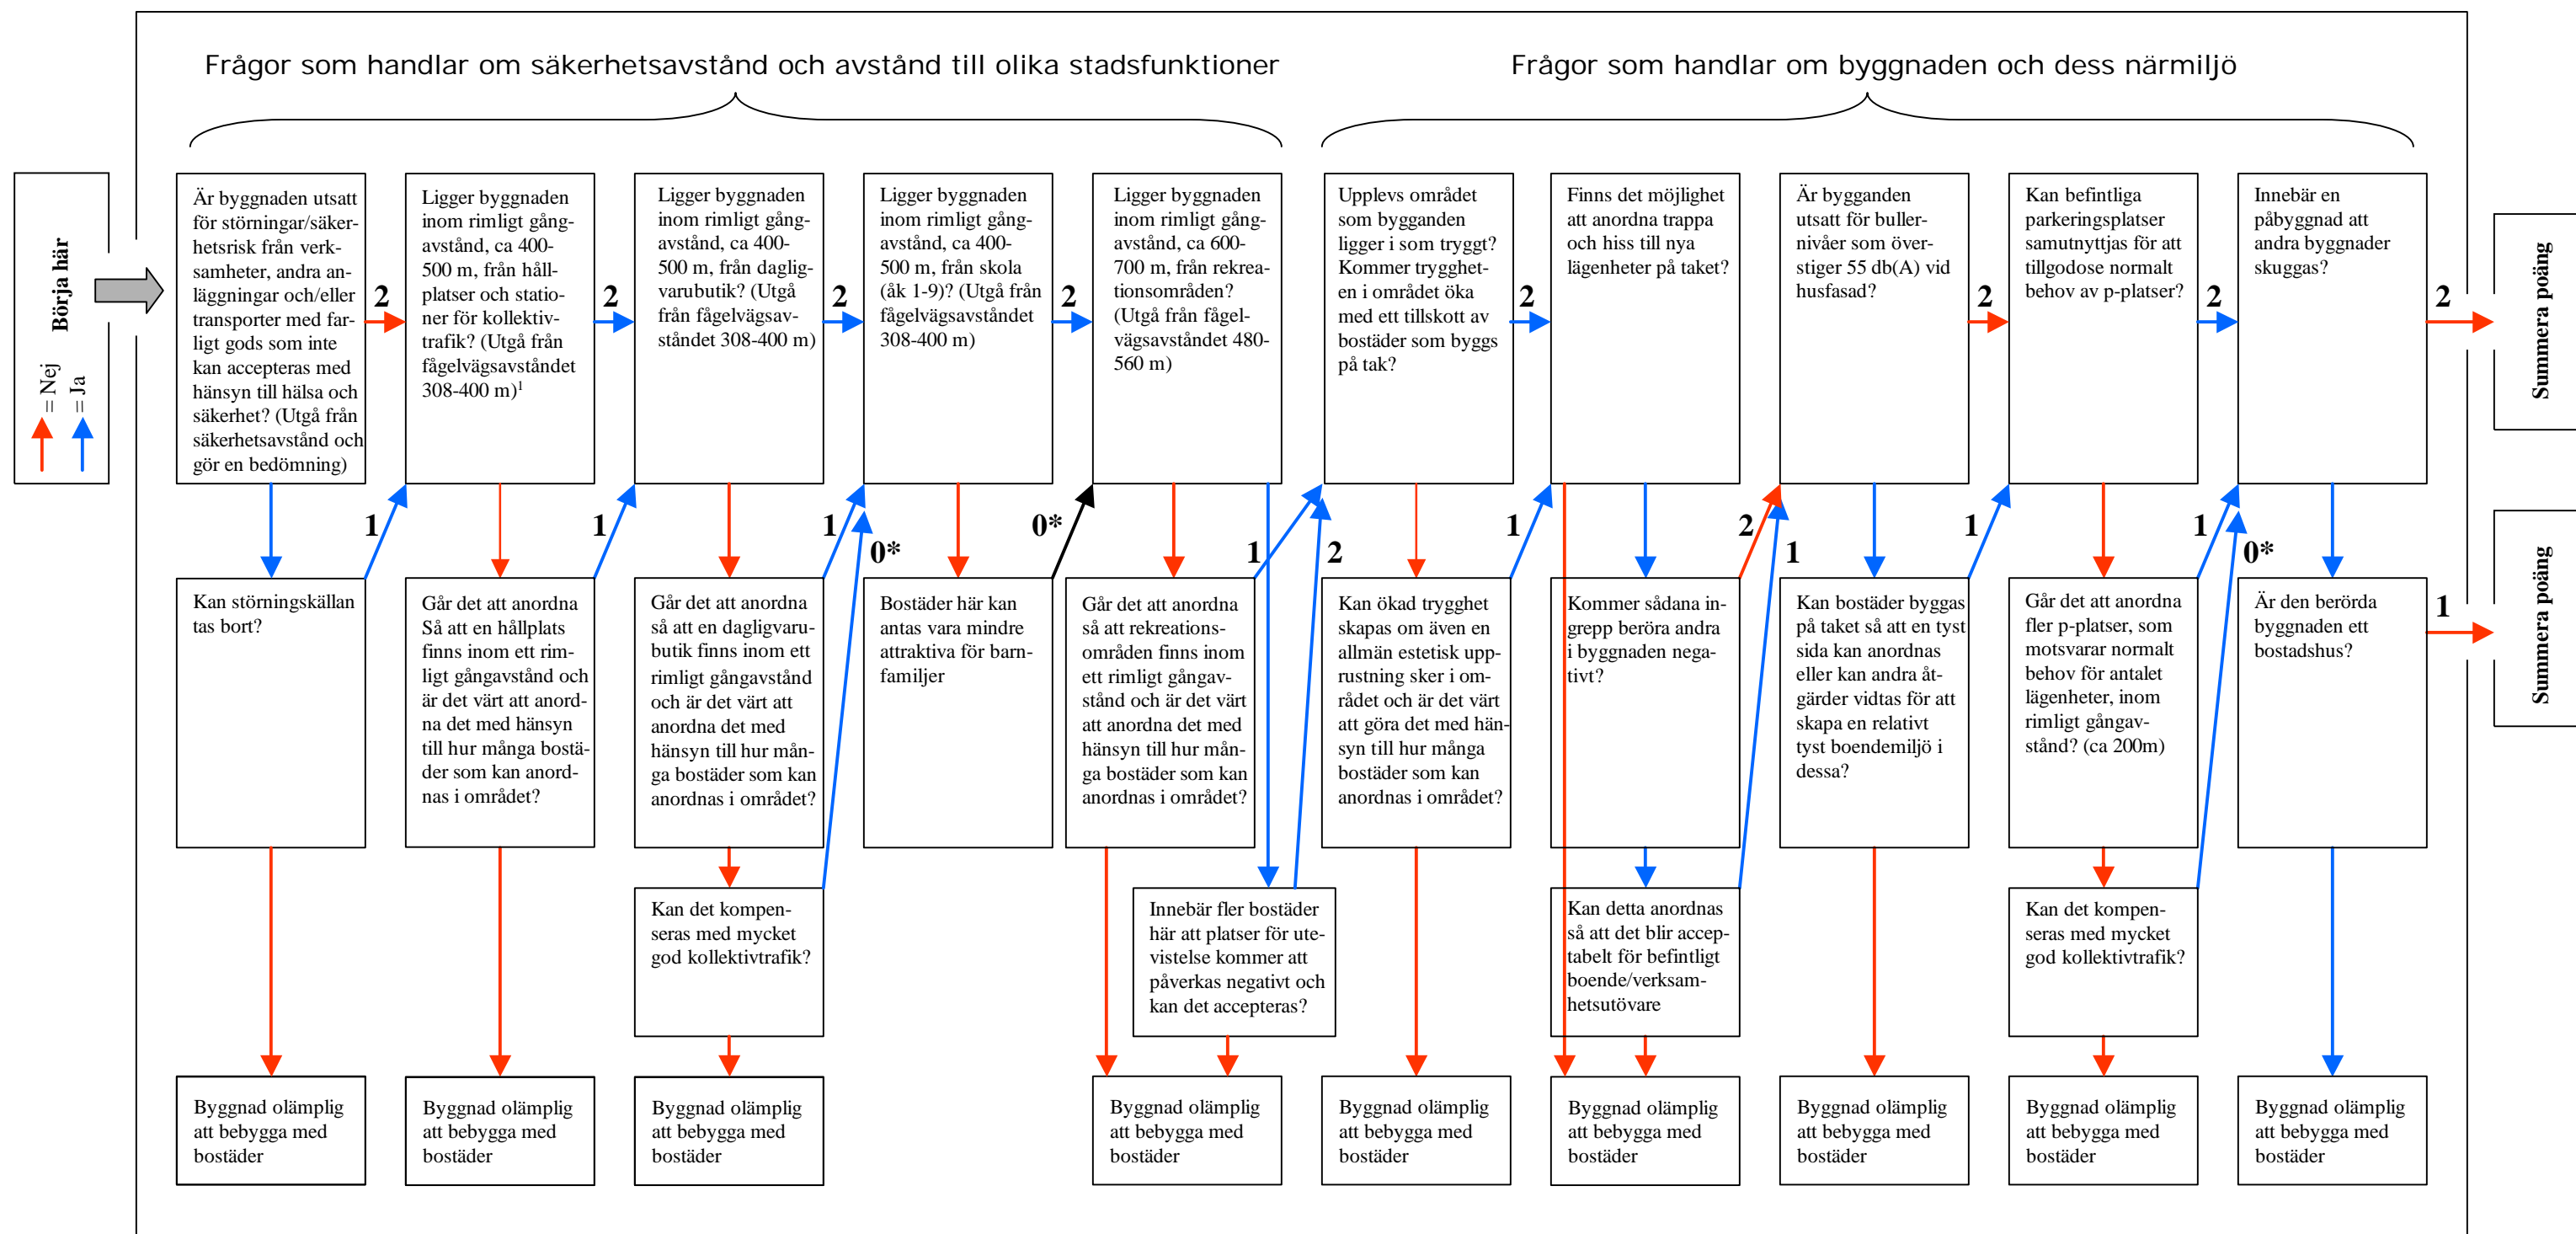 Frågor som handlar om säkerhetsavstånd och avstånd till olika stadsfunktioner
Frågor som handlar om byggnaden och dess närmiljö
Börja här
= Nej
= Ja
Är byggnaden utsatt
för störningar/säker-
hetsrisk från verk-
samheter, andra an-
läggningar och/eller
transporter med far-
ligt gods som inte
kan accepteras med
hänsyn till hälsa och
säkerhet? (Utgå från
säkerhetsavstånd och
gör en bedömning)
2
Ligger byggnaden
inom rimligt gång-
avstånd, ca 400-
500 m, från håll-
platser och statio-
ner för kollektiv-
trafik? (Utgå från
fågelvägsavståndet
308-400 m)1
2
Ligger byggnaden
inom rimligt gång-
avstånd, ca 400-
500 m, från daglig-
varubutik? (Utgå
från fågelvägsav-
ståndet 308-400 m)
2
Ligger byggnaden
inom rimligt gång-
avstånd, ca 400-
500 m, från skola
(åk 1-9)? (Utgå från
fågelvägsavståndet
308-400 m)
2
Ligger byggnaden
inom rimligt gång-
avstånd, ca 600-
700 m, från rekrea-
tionsområden?
(Utgå från fågel-
vägsavståndet 480-
560 m)
Upplevs området
som bygganden
ligger i som tryggt?
Kommer trygghet-
en i området öka
med ett tillskott av
bostäder som byggs
på tak?
2
Finns det möjlighet
att anordna trappa
och hiss till nya
lägenheter på taket?
Är bygganden
utsatt för buller-
nivåer som över-
stiger 55 db(A) vid
husfasad?
2
Kan befintliga
parkeringsplatser
samutnyttjas för att
tillgodose normalt
behov av p-platser?
2
Innebär en
påbyggnad att
andra byggnader
skuggas?
2
Summera poäng
1
1
1
0*
0*
1
2
1
2
1
1
1
0*
Kan störningskällan
tas bort?
Går det att anordna
Så att en hållplats
finns inom ett rim-
ligt gångavstånd och
är det värt att anord-
na det med hänsyn
till hur många bostä-
der som kan anord-
nas i området?
Går det att anordna
så att en dagligvaru-
butik finns inom ett
rimligt gångavstånd
och är det värt att
anordna det med
hänsyn till hur mån-
ga bostäder som kan
anordnas i området?
Bostäder här kan
antas vara mindre
attraktiva för barn-
familjer
Går det att anordna
så att rekreations-
områden finns inom
ett rimligt gångav-
stånd och är det värt
att anordna det med
hänsyn till hur mån-
ga bostäder som kan
anordnas i området?
Kan ökad trygghet
skapas om även en
allmän estetisk upp-
rustning sker i om-
rådet och är det värt
att göra det med hän-
syn till hur många
bostäder som kan
anordnas i området?
Kommer sådana in-
grepp beröra andra
i byggnaden nega-
tivt?
Kan bostäder byggas
på taket så att en tyst
sida kan anordnas
eller kan andra åt-
gärder vidtas för att
skapa en relativt
tyst boendemiljö i
dessa?
Går det att anordna
fler p-platser, som
motsvarar normalt
behov för antalet
lägenheter, inom
rimligt gångav-
stånd? (ca 200m)
Är den berörda
byggnaden ett
bostadshus?
1
Summera poäng
Kan det kompen-
seras med mycket
god kollektivtrafik?
Innebär fler bostäder
här att platser för ute-
vistelse kommer att
påverkas negativt och
kan det accepteras?
Kan detta anordnas
så att det blir accep-
tabelt för befintligt
boende/verksam-
hetsutövare
Kan det kompen-
seras med mycket
god kollektivtrafik?
Byggnad olämplig
att bebygga med
bostäder
Byggnad olämplig
att bebygga med
bostäder
Byggnad olämplig
att bebygga med
bostäder
Byggnad olämplig
att bebygga med
bostäder
Byggnad olämplig
att bebygga med
bostäder
Byggnad olämplig
att bebygga med
bostäder
Byggnad olämplig
att bebygga med
bostäder
Byggnad olämplig
att bebygga med
bostäder
Byggnad olämplig
att bebygga med
bostäder